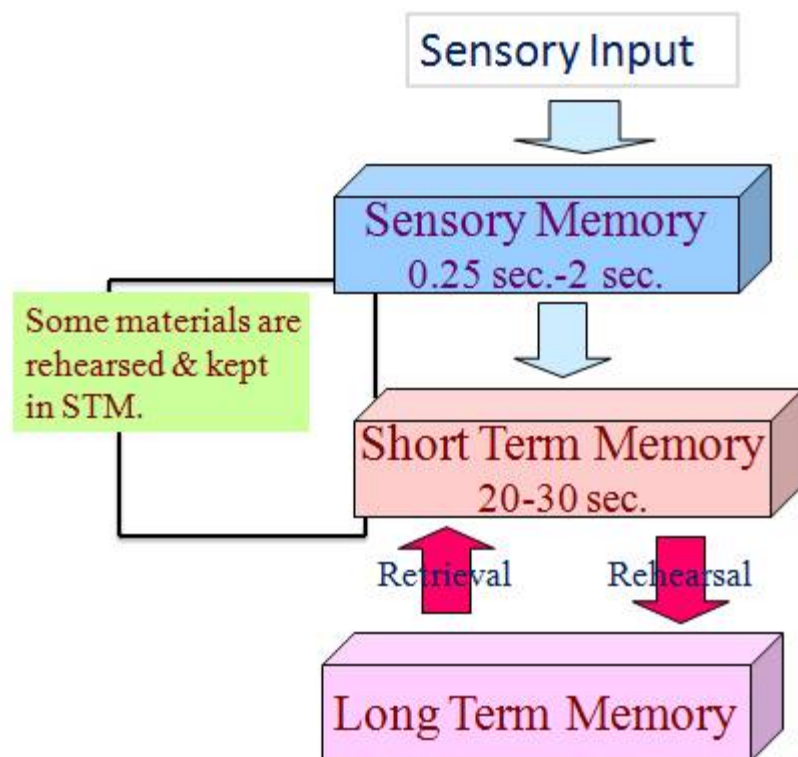 Sensory Input
Sensory Memory
0.25 sec.-2 sec.
Some materials are
rehearsed & kept
in STM.
Short Term Memory
20-30 sec.
Retrieval
Rehearsal
Long Term Memory